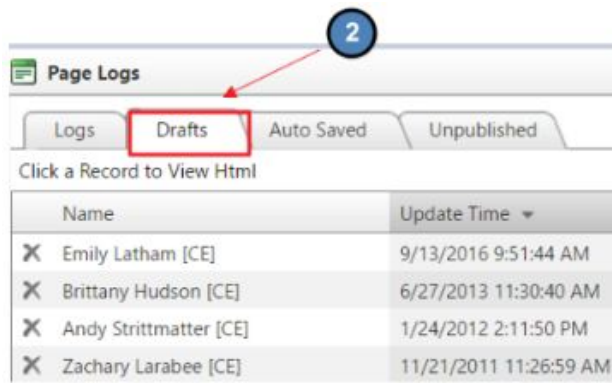 2
Page Logs
Logs Drafts Auto Saved Unpublished
Click a Record to View Html
Name Update Time
Emily Latham [CE] 9/13/2016 9:51:44 AM
Brittany Hudson [CE] 6/27/2013 11:30:40 AM
Andy Strittmatter [CE] 1/24/2012 2:11:50 PM
Zachary Larabee [CE] 11/21/2011 11:26:59 AM